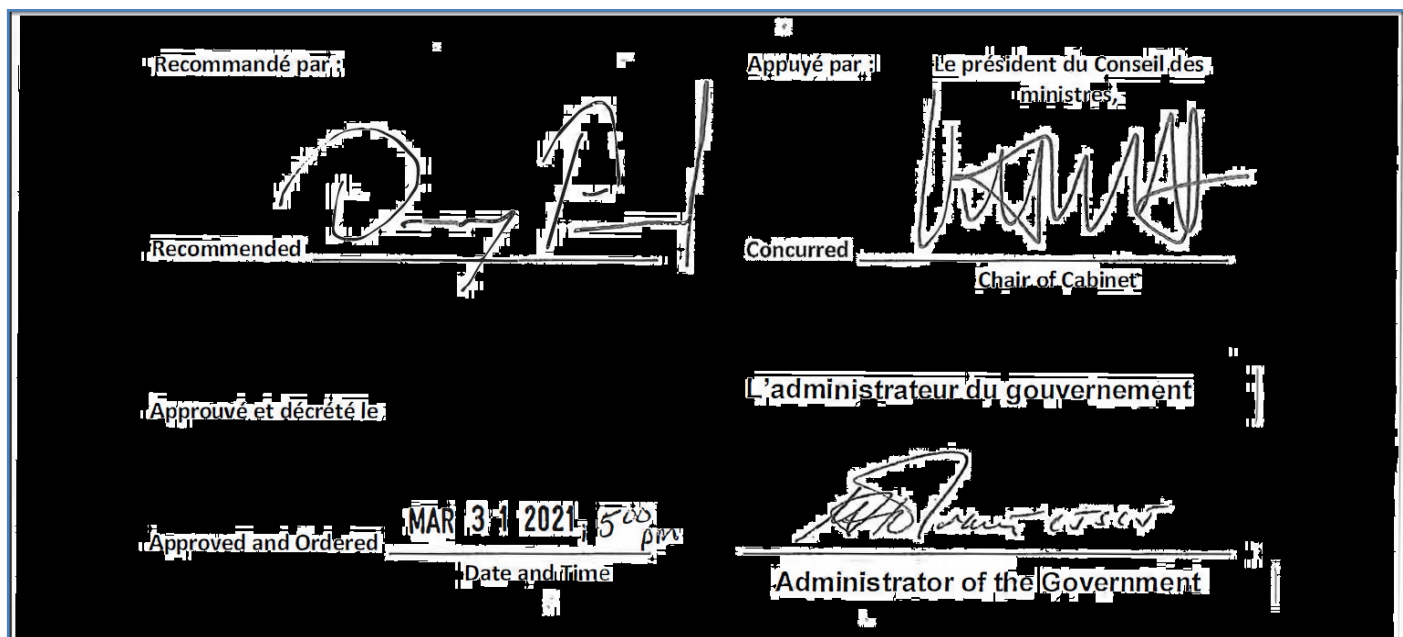 Recommandé par :
Appuyé par : Le président du Conseil des
ministres,
Recommended
Concurred
Chair of Cabinet
Approuvé et décrété le
L'administrateur du gouvernement
MAR 31 2021, 5 00 pm
Approved and Ordered
Date and Time
Administrator of the Government